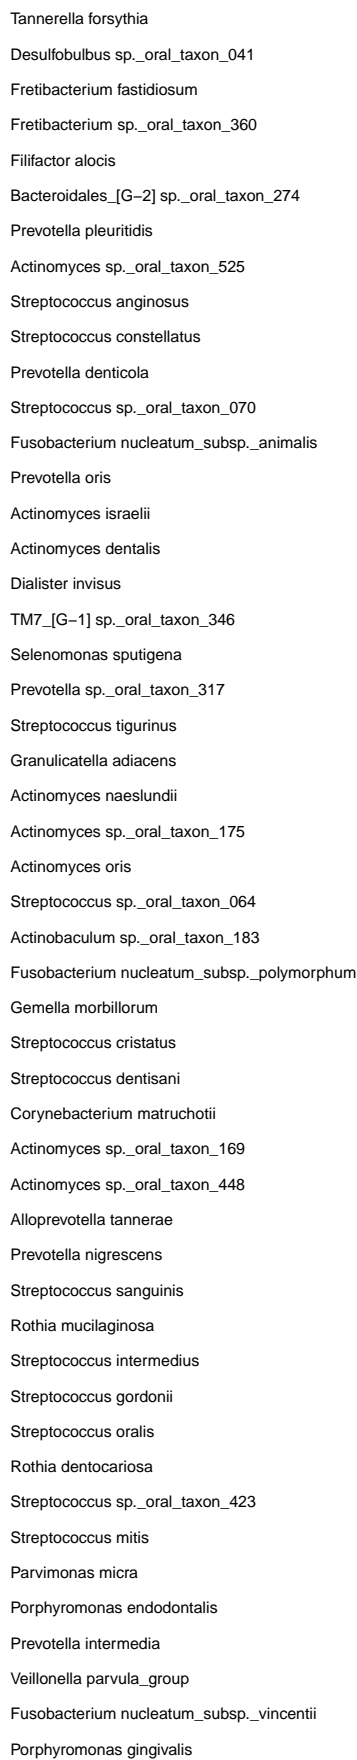 Tannerella forsythia
Desulfobulbus sp._oral_taxon_041
Fretibacterium fastidiosum
Fretibacterium sp._oral_taxon_360
Filifactor alocis
Bacteroidales_[G−2] sp._oral_taxon_274
Prevotella pleuritidis
Actinomyces sp._oral_taxon_525
Streptococcus anginosus
Streptococcus constellatus
Prevotella denticola
Streptococcus sp._oral_taxon_070
Fusobacterium nucleatum_subsp._animalis
Prevotella oris
Actinomyces israelii
Actinomyces dentalis
Dialister invisus
TM7_[G−1] sp._oral_taxon_346
Selenomonas sputigena
Prevotella sp._oral_taxon_317
Streptococcus tigurinus
Granulicatella adiacens
Actinomyces naeslundii
Actinomyces sp._oral_taxon_175
Actinomyces oris
Streptococcus sp._oral_taxon_064
Actinobaculum sp._oral_taxon_183
Fusobacterium nucleatum_subsp._polymorphum
Gemella morbillorum
Streptococcus cristatus
Streptococcus dentisani
Corynebacterium matruchotii
Actinomyces sp._oral_taxon_169
Actinomyces sp._oral_taxon_448
Alloprevotella tannerae
Prevotella nigrescens
Streptococcus sanguinis
Rothia mucilaginosa
Streptococcus intermedius
Streptococcus gordonii
Streptococcus oralis
Rothia dentocariosa
Streptococcus sp._oral_taxon_423
Streptococcus mitis
Parvimonas micra
Porphyromonas endodontalis
Prevotella intermedia
Veillonella parvula_group
Fusobacterium nucleatum_subsp._vincentii
Porphyromonas gingivalis